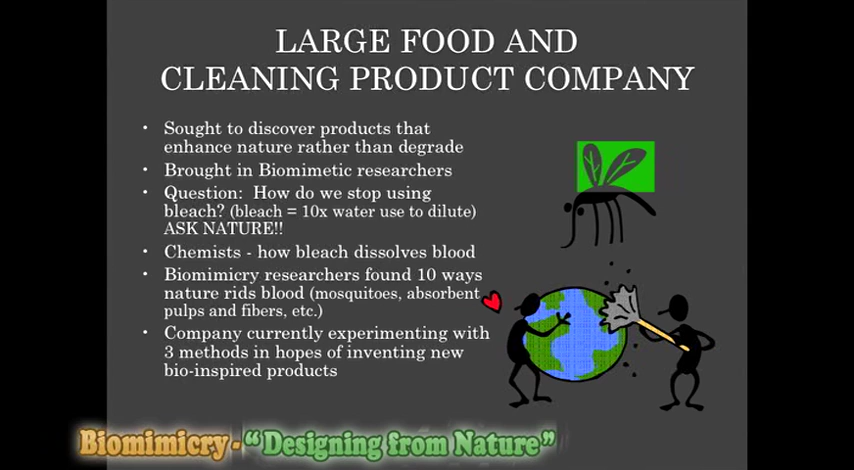 LARGE FOOD AND
CLEANING PRODUCT COMPANY
• Sought to discover products that
enhance nature rather than degrade
• Brought in Biomimetic researchers
• Question: How do we stop using
bleach? (bleach = 10x water use to dilute)
ASK NATURE!!
• Chemists - how bleach dissolves blood
• Biomimicry researchers found 10 ways
nature rids blood (mosquitoes, absorbent
pulps and fibers, etc.)
• Company currently experimenting with
3 methods in hopes of inventing new
bio-inspired products
Biomimicry - “Designing from Nature”